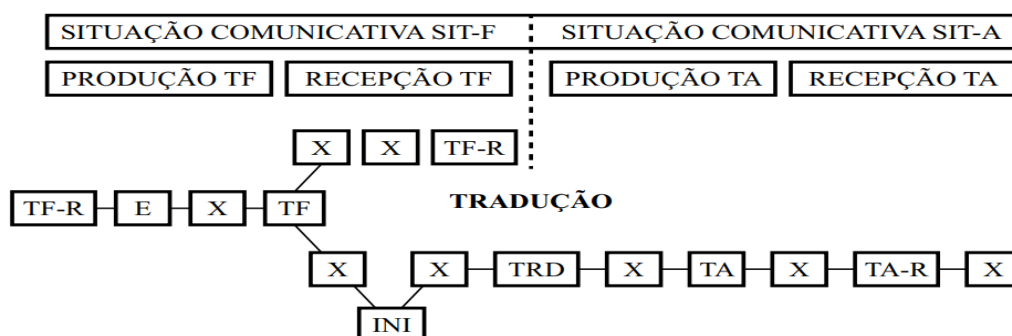 SITUAÇÃO COMUNICATIVA SIT-F SITUAÇÃO COMUNICATIVA SIT-A
PRODUÇÃO TF RECEPÇÃO TF PRODUÇÃO TA RECEPÇÃO TA
X X TF-R
TF-R E X TF TRADUÇÃO
X X TRD X TA X TA-R X
INI